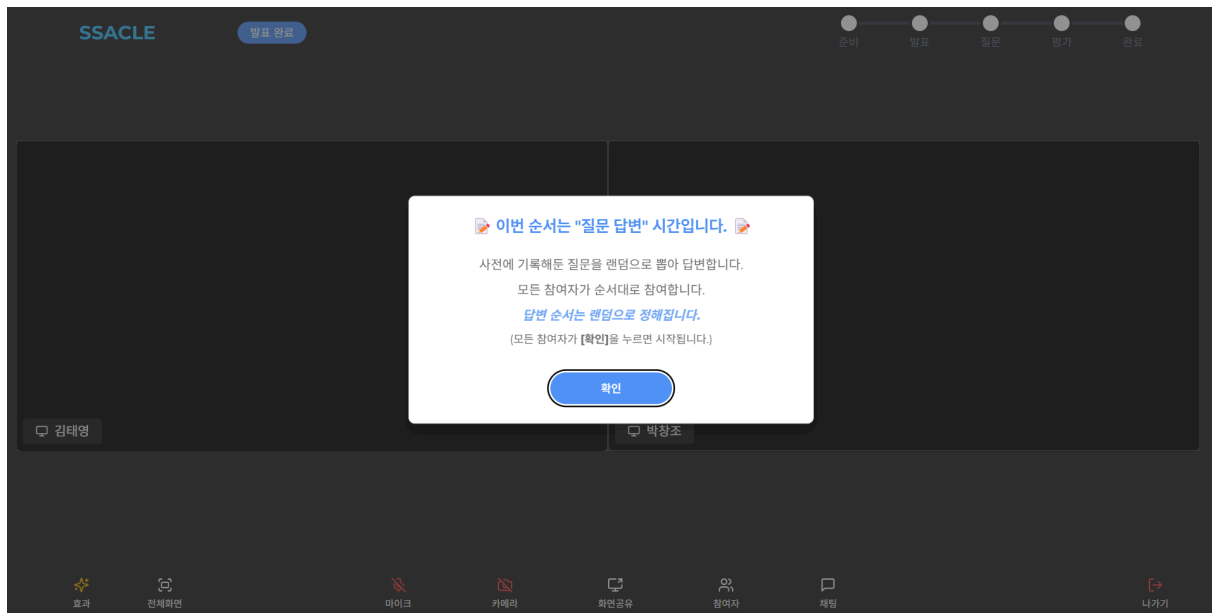 SSACLE
발표 완료
준비
발표
질문
평가
완료
이번 순서는 "질문 답변" 시간입니다.
사전에 기록해둔 질문을 랜덤으로 뽑아 답변합니다.
모든 참여자가 순서대로 참여합니다.
답변 순서는 랜덤으로 정해집니다.
(모든 참여자가 [확인]을 누르면 시작됩니다.)
확인
김태영
박창조
효과
전체화면
마이크
카메라
화면공유
참여자
채팅
나가기